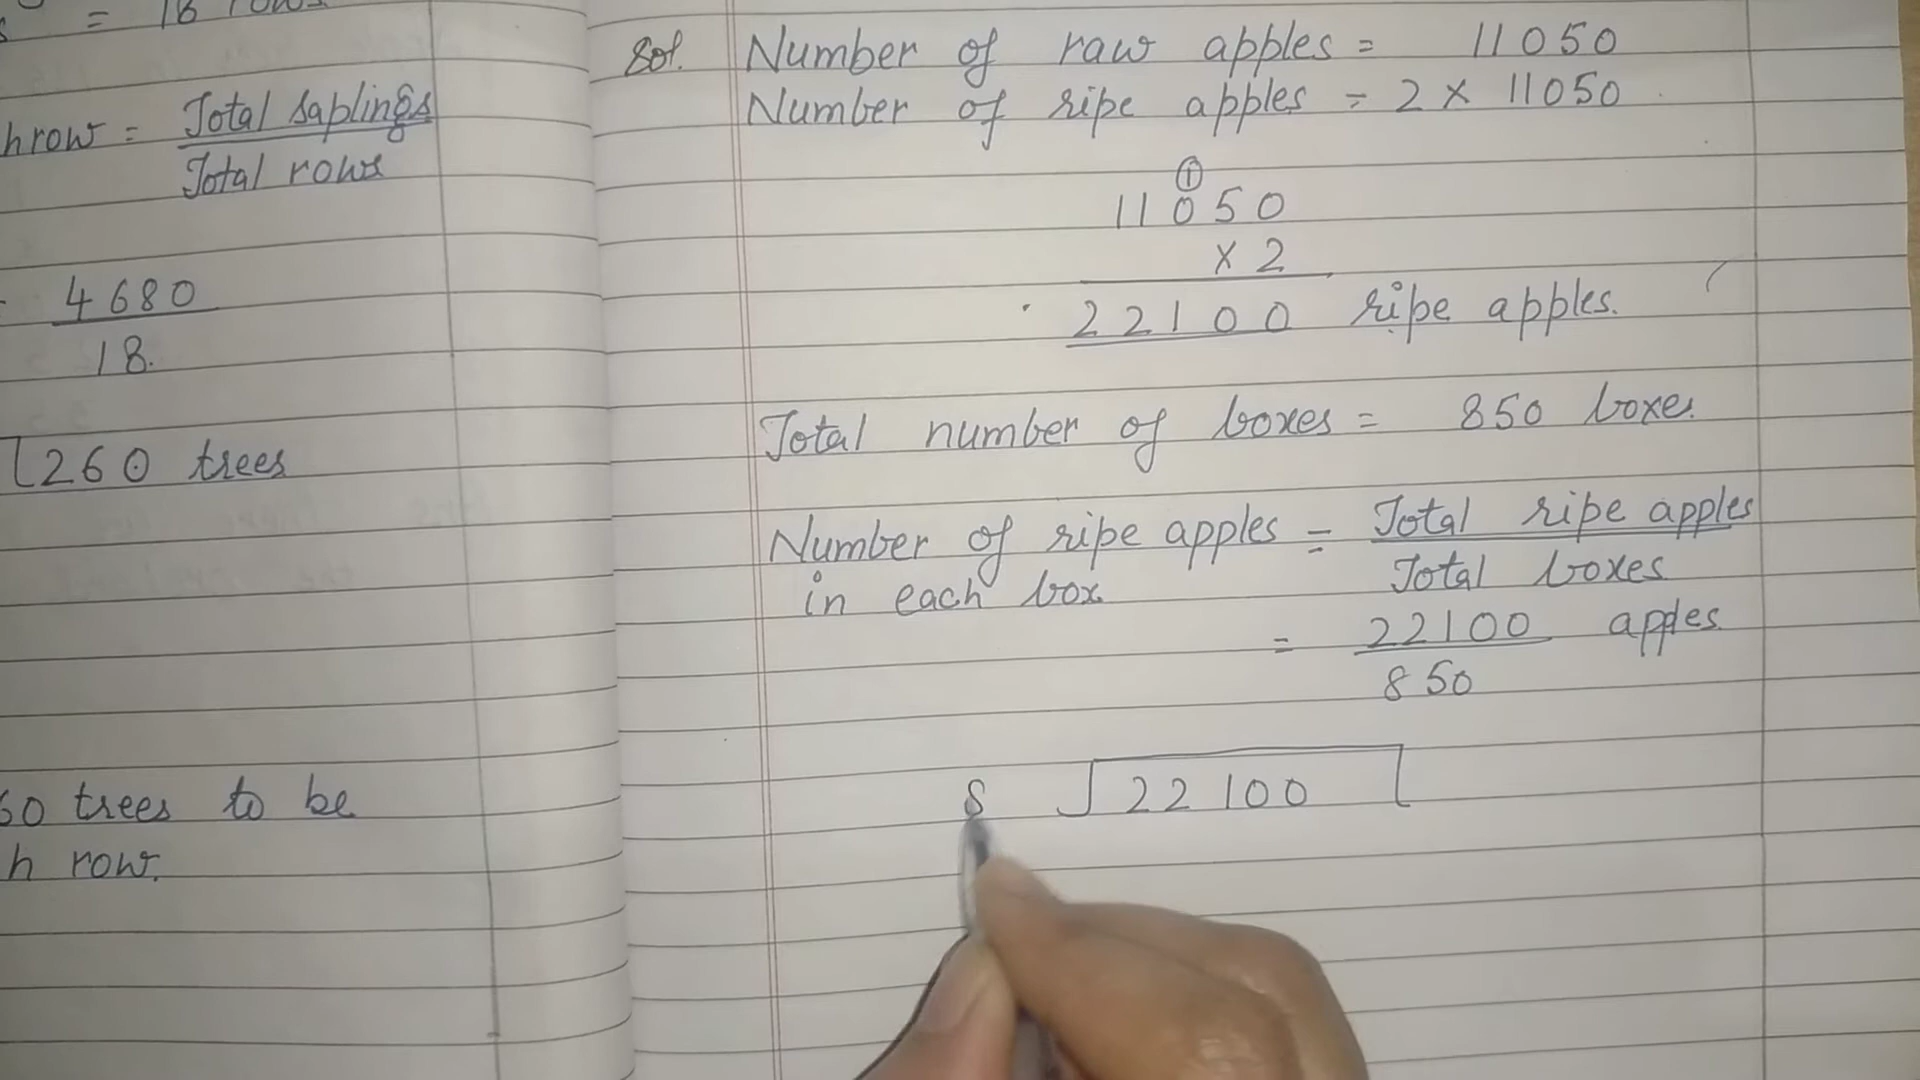 = 18 rows
h row = Total saplings
Total rows
4680
18.
260 trees
60 trees to be
h row.
Sol. Number of raw apples = 11050
Number of ripe apples = 2 x 11050
1
11050
x 2
22100 ripe apples.
Total number of boxes = 850 boxes.
Number of ripe apples = Total ripe apples
in each box. Total boxes
= 22100 apples
850
8 22100